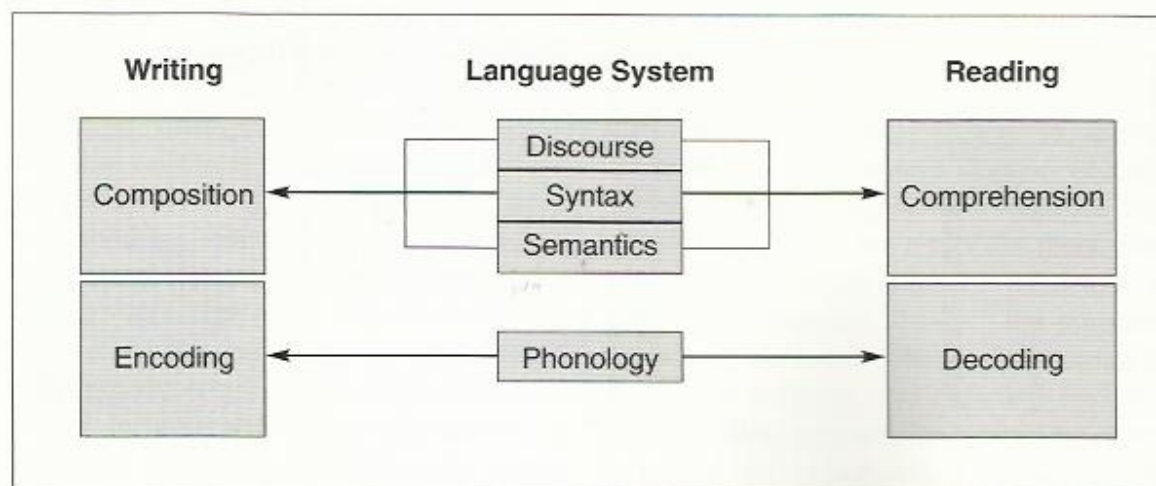 Writing Language System Reading
Discourse
Composition Syntax Comprehension
Semantics
Encoding Phonology Decoding